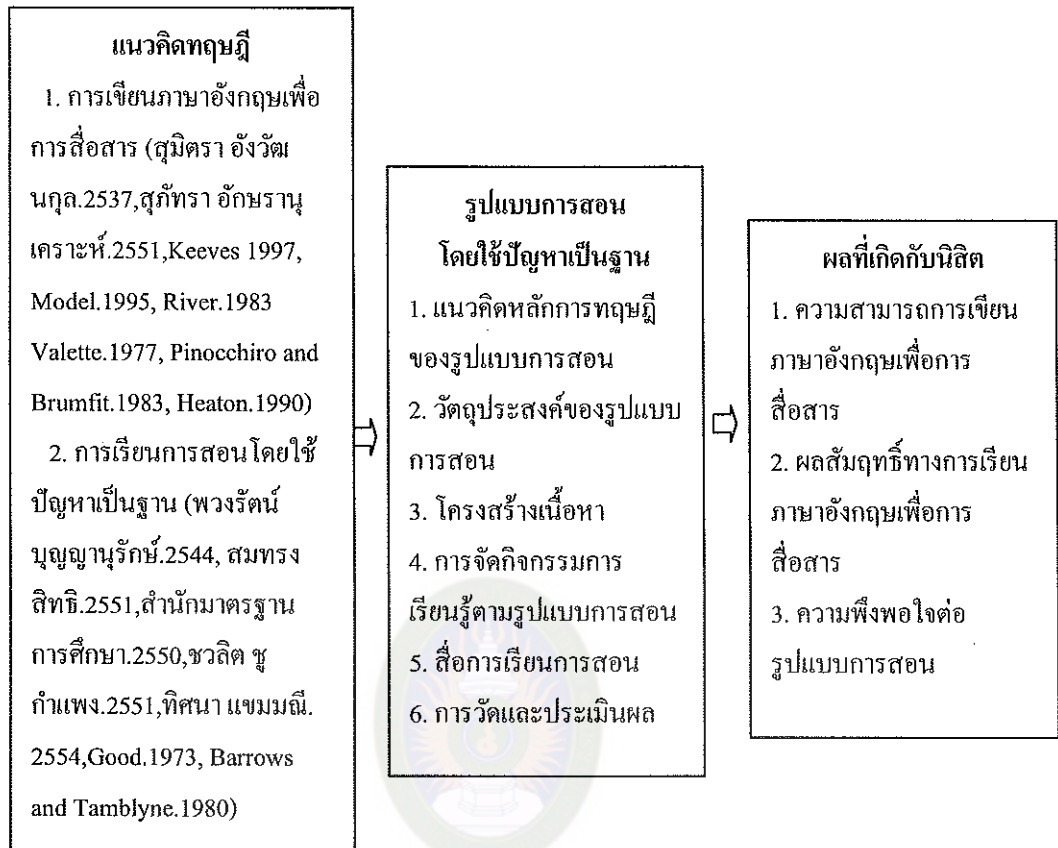 แนวคิดทฤษฎี
1. การเขียนภาษาอังกฤษเพื่อ
การสื่อสาร (สุมิตรา อังวัฒ
นกุล.2537,สุภัทรา อักษรานุ
เคราะห์.2551,Keeves 1997,
Model.1995, River.1983
Valette.1977, Pinocchiro and
Brumfit.1983, Heaton.1990)
2. การเรียนการสอนโดยใช้
ปัญหาเป็นฐาน (พวงรัตน์
บุญญานุรักษ์.2544, สมทรง
สิทธิ.2551,สำนักมาตรฐาน
การศึกษา.2550,ชวลิต ชู
กำแพง.2551,ทิศนา แขมมณี.
2554,Good.1973, Barrows
and Tamblyne.1980)
รูปแบบการสอน
โดยใช้ปัญหาเป็นฐาน
1. แนวคิดหลักการทฤษฎี
ของรูปแบบการสอน
2. วัตถุประสงค์ของรูปแบบ
การสอน
3. โครงสร้างเนื้อหา
4. การจัดกิจกรรมการ
เรียนรู้ตามรูปแบบการสอน
5. สื่อการเรียนการสอน
6. การวัดและประเมินผล
ผลที่เกิดกับนิสิต
1. ความสามารถการเขียน
ภาษาอังกฤษเพื่อการ
สื่อสาร
2. ผลสัมฤทธิ์ทางการเรียน
ภาษาอังกฤษเพื่อการ
สื่อสาร
3. ความพึงพอใจต่อ
รูปแบบการสอน